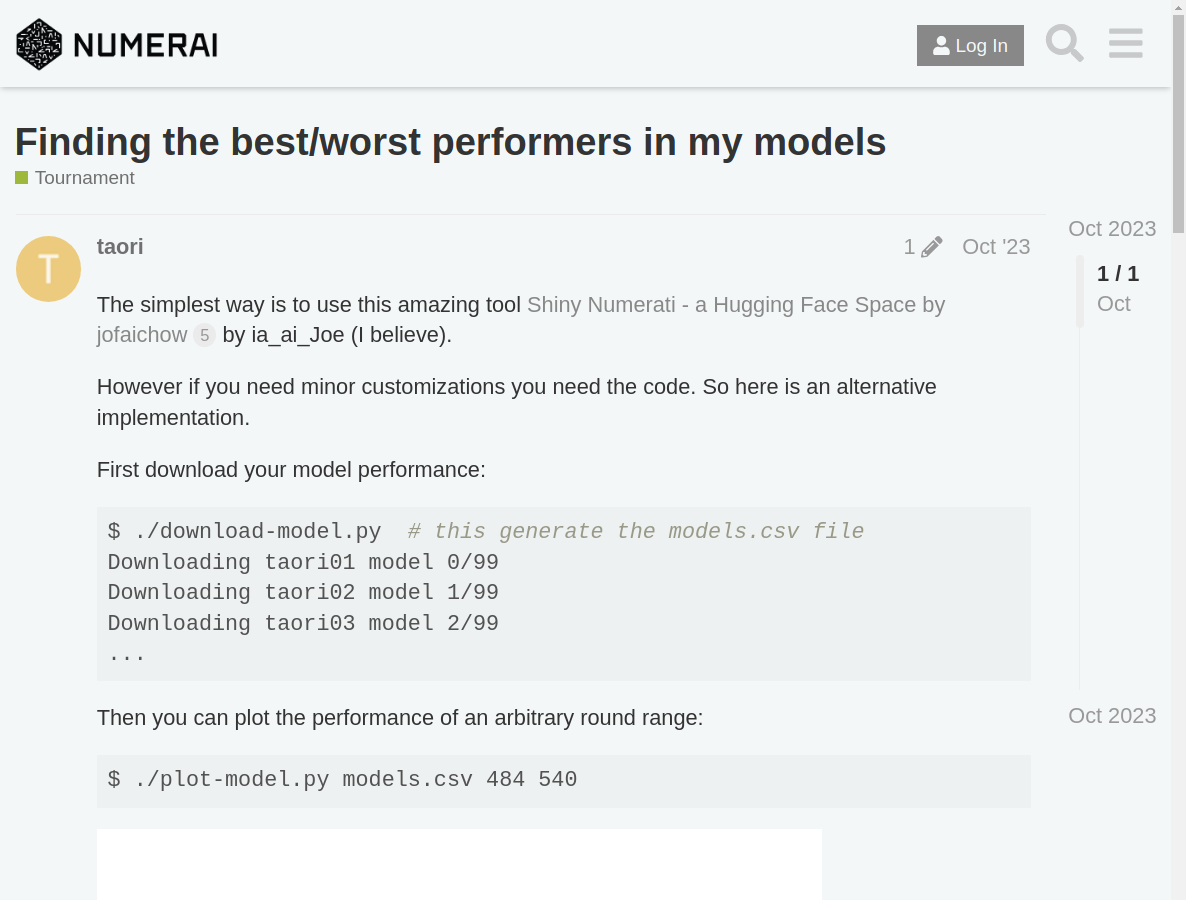 NUMERAI
Log In
Finding the best/worst performers in my models
Tournament
Oct 2023
T
taori
1
Oct '23
1 / 1
Oct
The simplest way is to use this amazing tool Shiny Numerati - a Hugging Face Space by
jofaichow 5 by ia_ai_Joe (I believe).
However if you need minor customizations you need the code. So here is an alternative
implementation.
First download your model performance:
$ ./download-model.py  # this generate the models.csv file
Downloading taori01 model 0/99
Downloading taori02 model 1/99
Downloading taori03 model 2/99
...
Then you can plot the performance of an arbitrary round range:
Oct 2023
$ ./plot-model.py models.csv 484 540